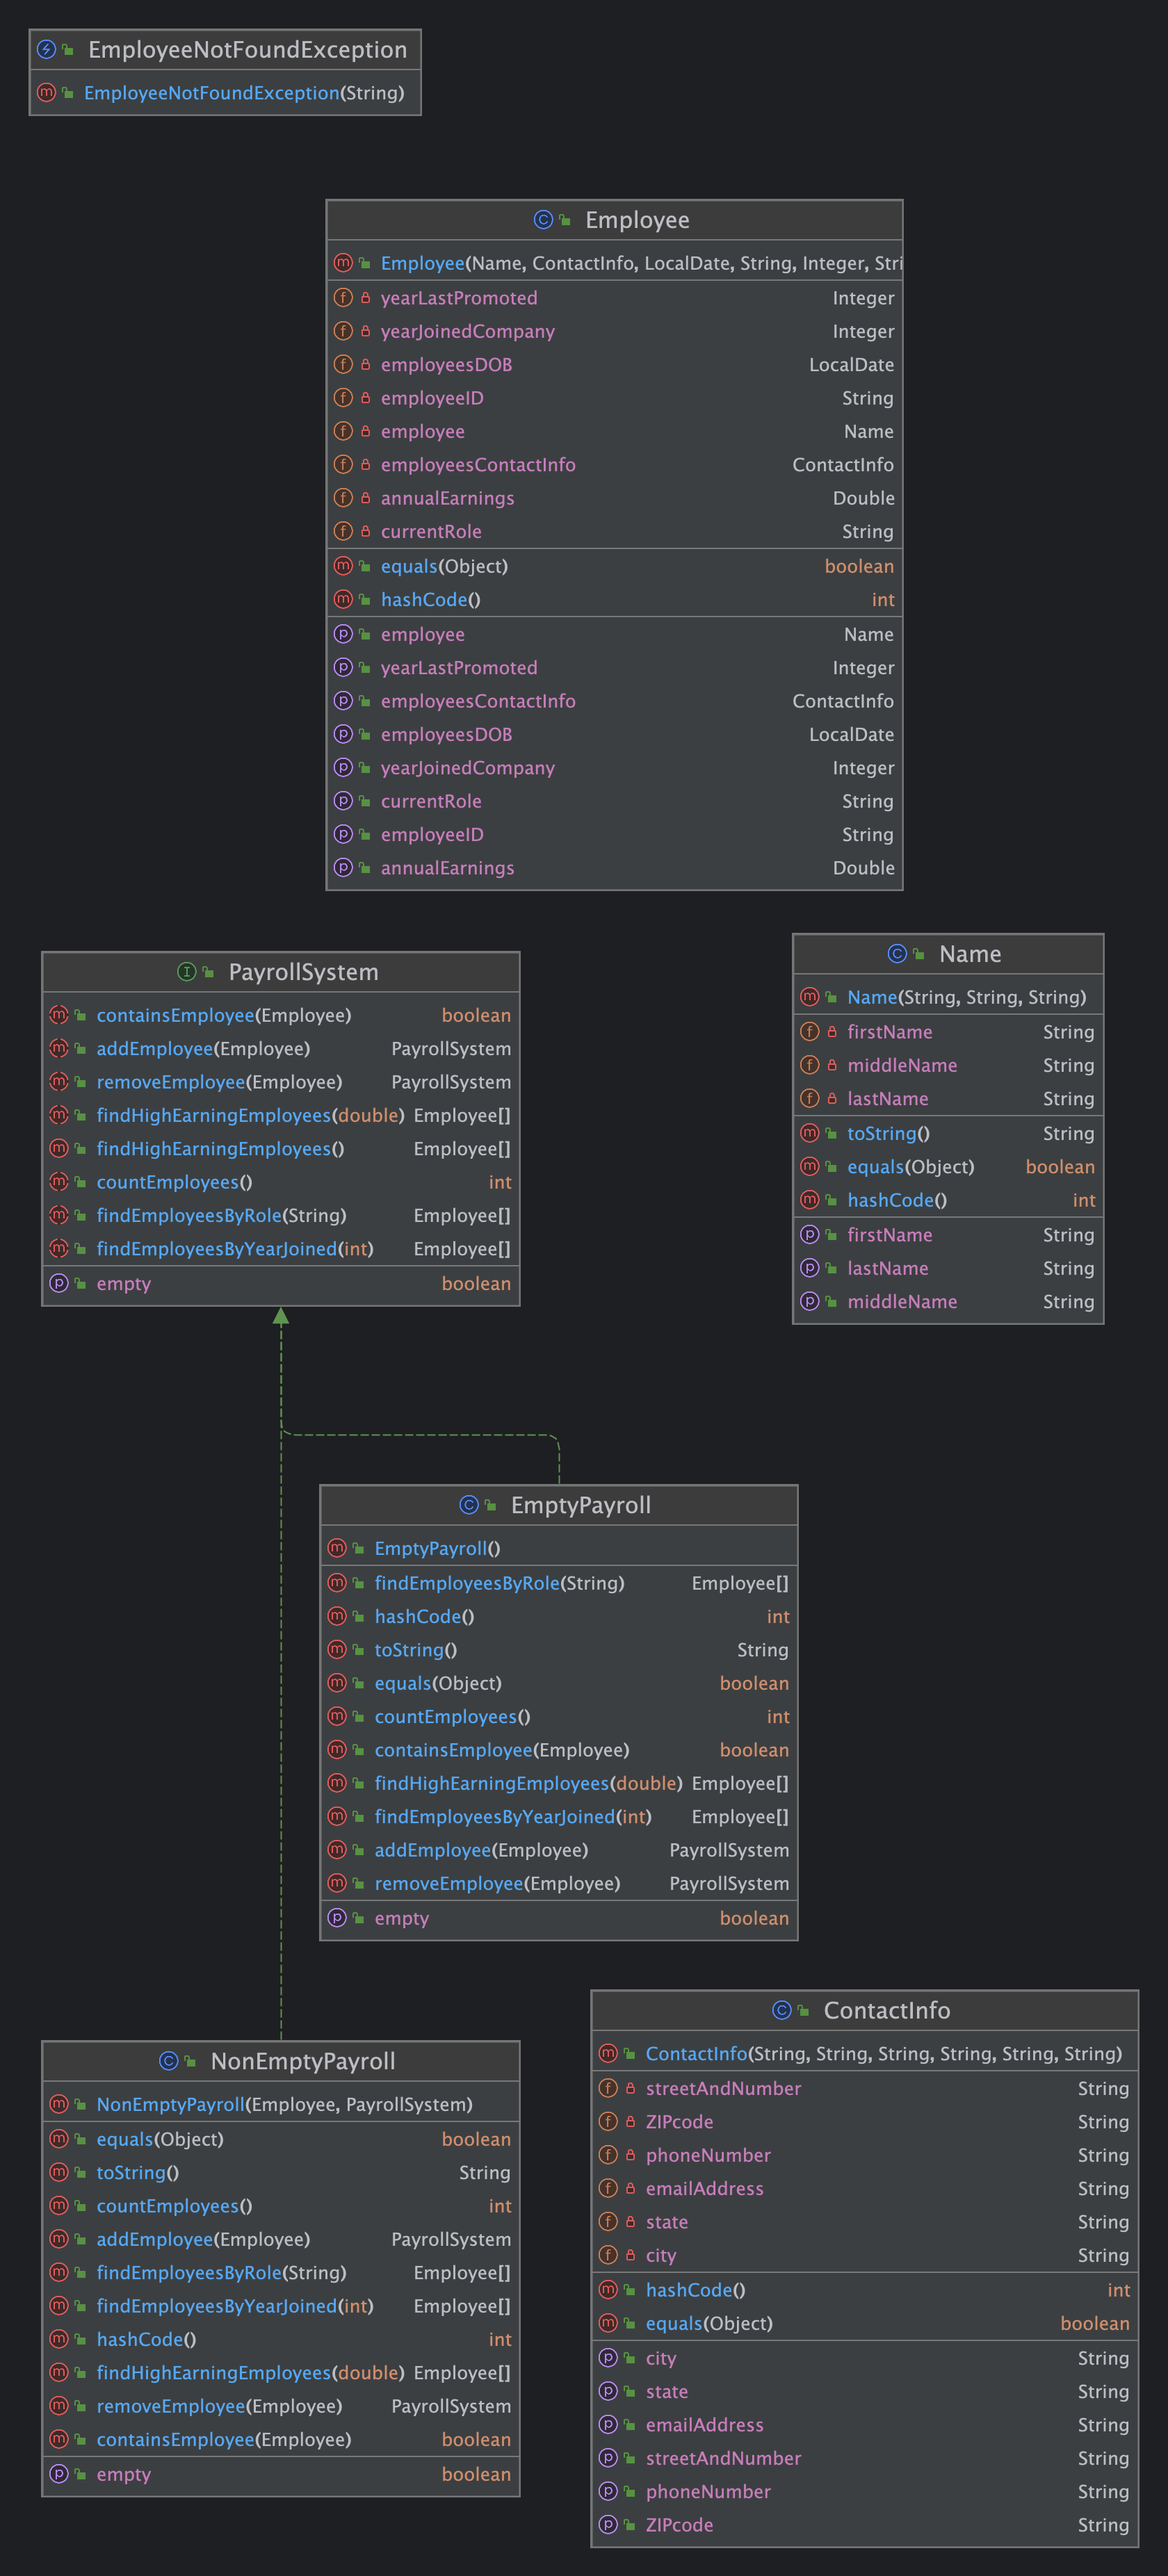 EmployeeNotFoundException
EmployeeNotFoundException(String)
Employee
Employee(Name, ContactInfo, LocalDate, String, Integer, Stri
yearLastPromoted Integer
yearJoinedCompany Integer
employeesDOB LocalDate
employeeID String
employee Name
employeesContactInfo ContactInfo
annualEarnings Double
currentRole String
equals(Object) boolean
hashCode() int
employee Name
yearLastPromoted Integer
employeesContactInfo ContactInfo
employeesDOB LocalDate
yearJoinedCompany Integer
currentRole String
employeeID String
annualEarnings Double
PayrollSystem
containsEmployee(Employee) boolean
addEmployee(Employee) PayrollSystem
removeEmployee(Employee) PayrollSystem
findHighEarningEmployees(double) Employee[]
findHighEarningEmployees() Employee[]
countEmployees() int
findEmployeesByRole(String) Employee[]
findEmployeesByYearJoined(int) Employee[]
empty boolean
Name
Name(String, String, String)
firstName String
middleName String
lastName String
toString() String
equals(Object) boolean
hashCode() int
firstName String
lastName String
middleName String
EmptyPayroll
EmptyPayroll()
findEmployeesByRole(String) Employee[]
hashCode() int
toString() String
equals(Object) boolean
countEmployees() int
containsEmployee(Employee) boolean
findHighEarningEmployees(double) Employee[]
findEmployeesByYearJoined(int) Employee[]
addEmployee(Employee) PayrollSystem
removeEmployee(Employee) PayrollSystem
empty boolean
NonEmptyPayroll
NonEmptyPayroll(Employee, PayrollSystem)
equals(Object) boolean
toString() String
countEmployees() int
addEmployee(Employee) PayrollSystem
findEmployeesByRole(String) Employee[]
findEmployeesByYearJoined(int) Employee[]
hashCode() int
findHighEarningEmployees(double) Employee[]
removeEmployee(Employee) PayrollSystem
containsEmployee(Employee) boolean
empty boolean
ContactInfo
ContactInfo(String, String, String, String, String, String)
streetAndNumber String
ZIPcode String
phoneNumber String
emailAddress String
state String
city String
hashCode() int
equals(Object) boolean
city String
state String
emailAddress String
streetAndNumber String
phoneNumber String
ZIPcode String